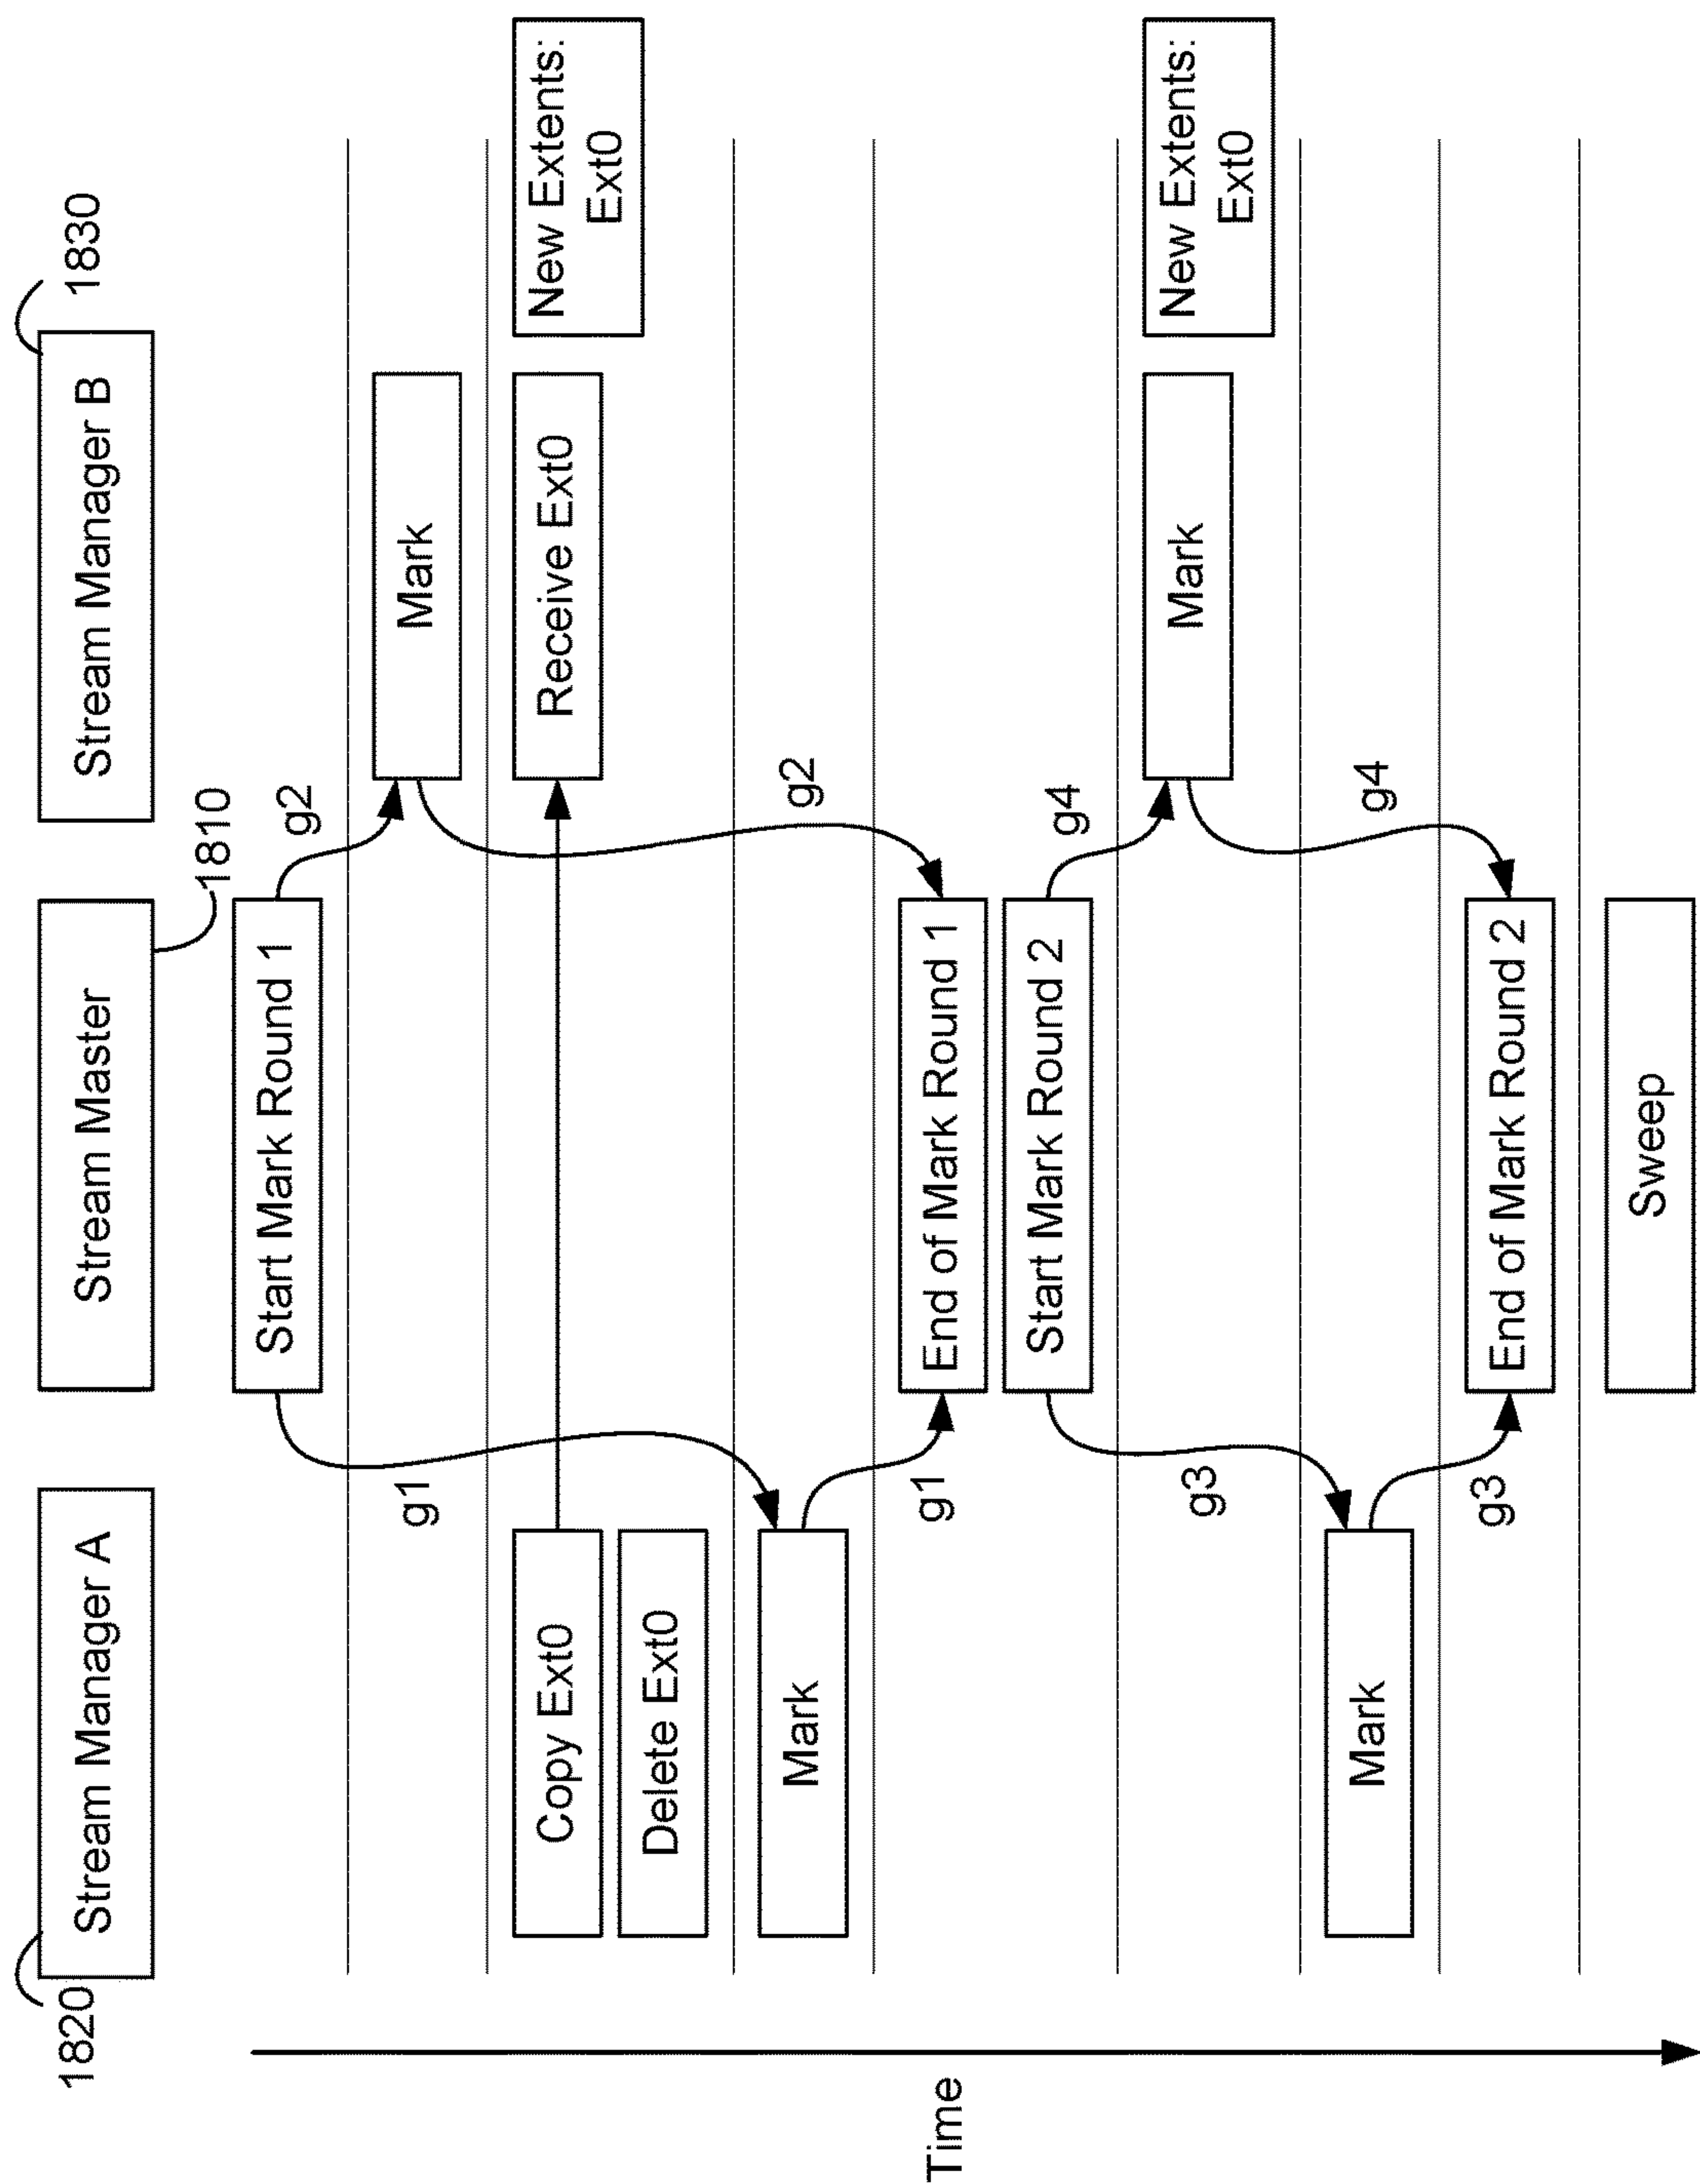 1820
Stream Manager A
Stream Master
1810
Stream Manager B
1830
Time
Start Mark Round 1
g1
g2
Mark
Copy Ext0
Receive Ext0
New Extents:
Ext0
Delete Ext0
Mark
g2
g1
End of Mark Round 1
Start Mark Round 2
g4
g3
Mark
New Extents:
Ext0
Mark
g4
g3
End of Mark Round 2
Sweep